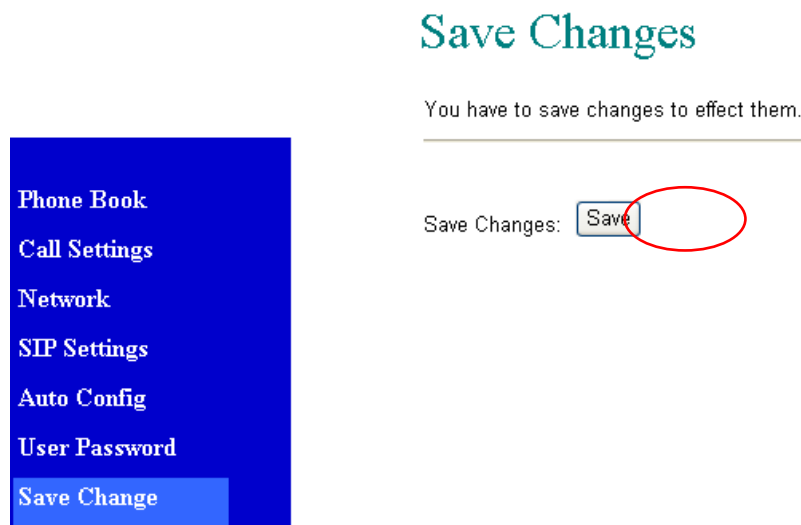 Save Changes
You have to save changes to effect them.
Save Changes: Save
Phone Book
Call Settings
Network
SIP Settings
Auto Config
User Password
Save Change